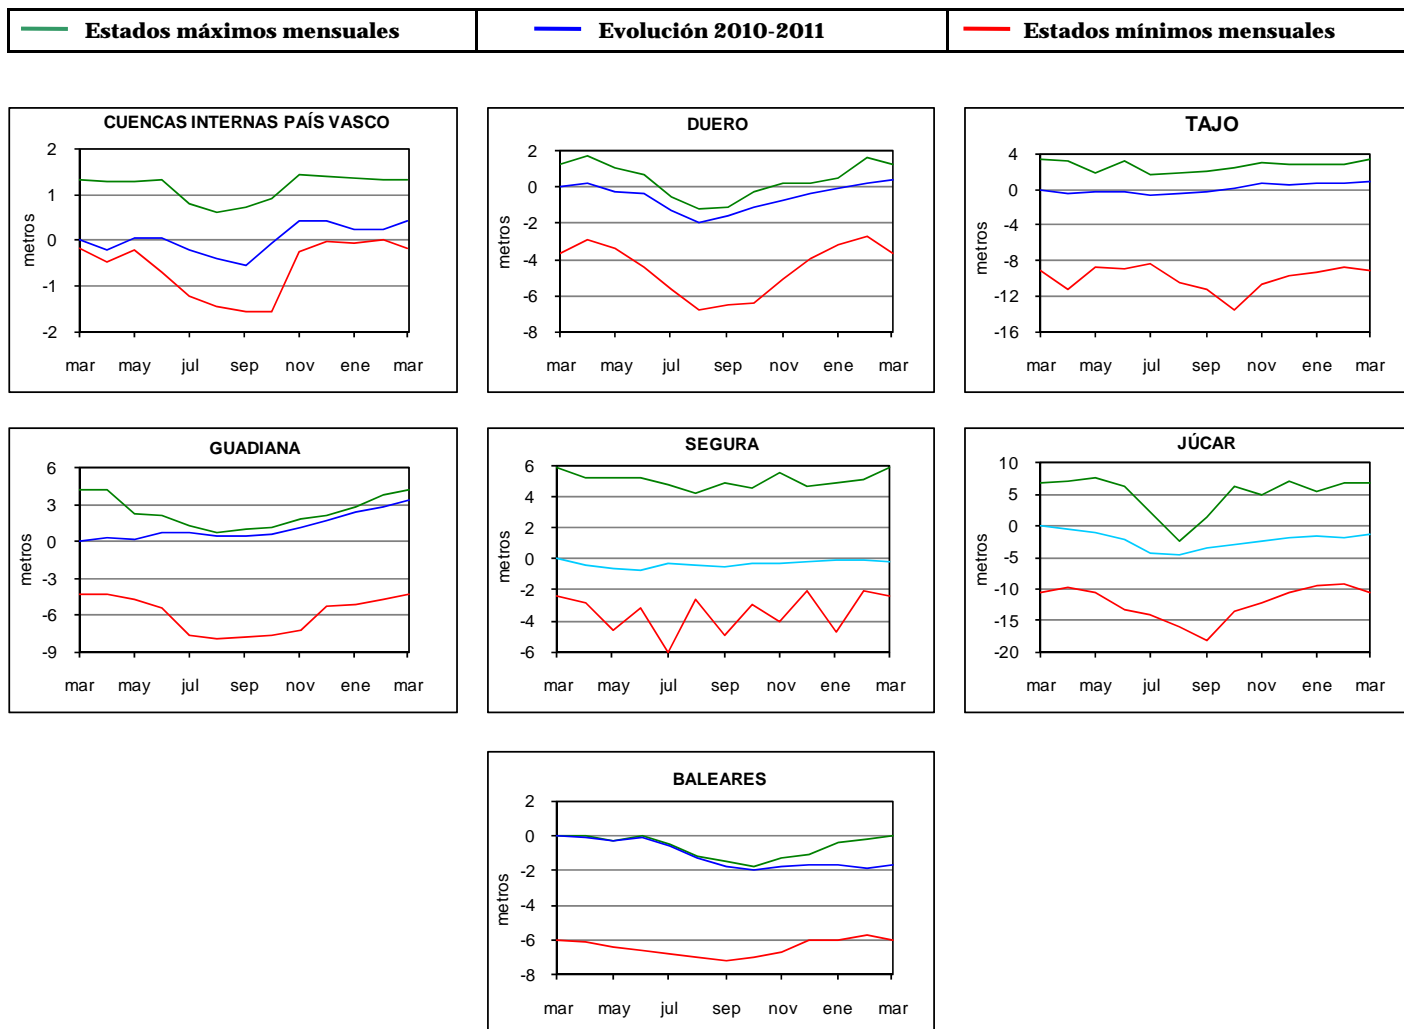 Estados máximos mensuales Evolución 2010-2011 Estados mínimos mensuales
CUENCAS INTERNAS PAÍS VASCO
metros
2
1
0
-1
-2
mar may jul sep nov ene mar
DUERO
metros
2
0
-2
-4
-6
-8
mar may jul sep nov ene mar
TAJO
metros
4
0
-4
-8
-12
-16
mar may jul sep nov ene mar
GUADIANA
metros
6
3
0
-3
-6
-9
mar may jul sep nov ene mar
SEGURA
metros
6
4
2
0
-2
-4
-6
mar may jul sep nov ene mar
JÚCAR
metros
10
5
0
-5
-10
-15
-20
mar may jul sep nov ene mar
BALEARES
metros
2
0
-2
-4
-6
-8
mar may jul sep nov ene mar